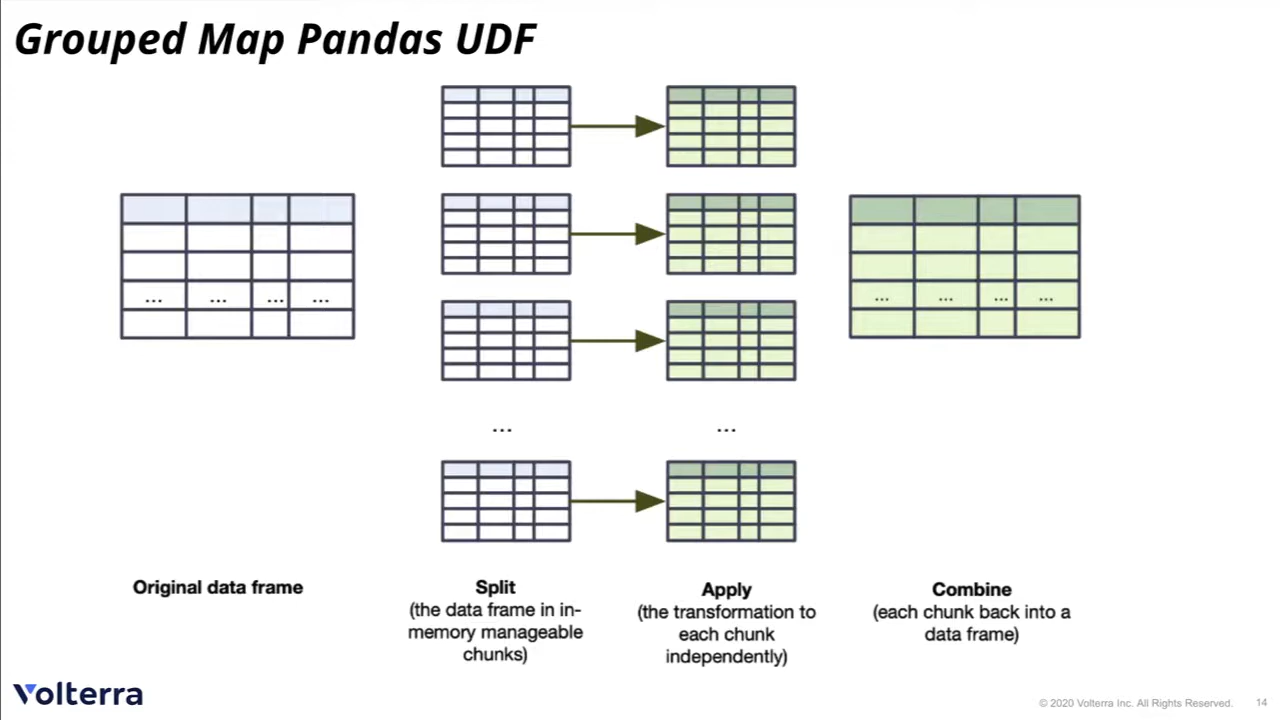 Grouped Map Pandas UDF
... ... ... ...
... ... ... ...
... ...
Original data frame
Split
(the data frame in in-
memory manageable
chunks)
Apply
(the transformation to
each chunk
independently)
Combine
(each chunk back into a
data frame)
Volterra
© 2020 Volterra Inc. All Rights Reserved. 14